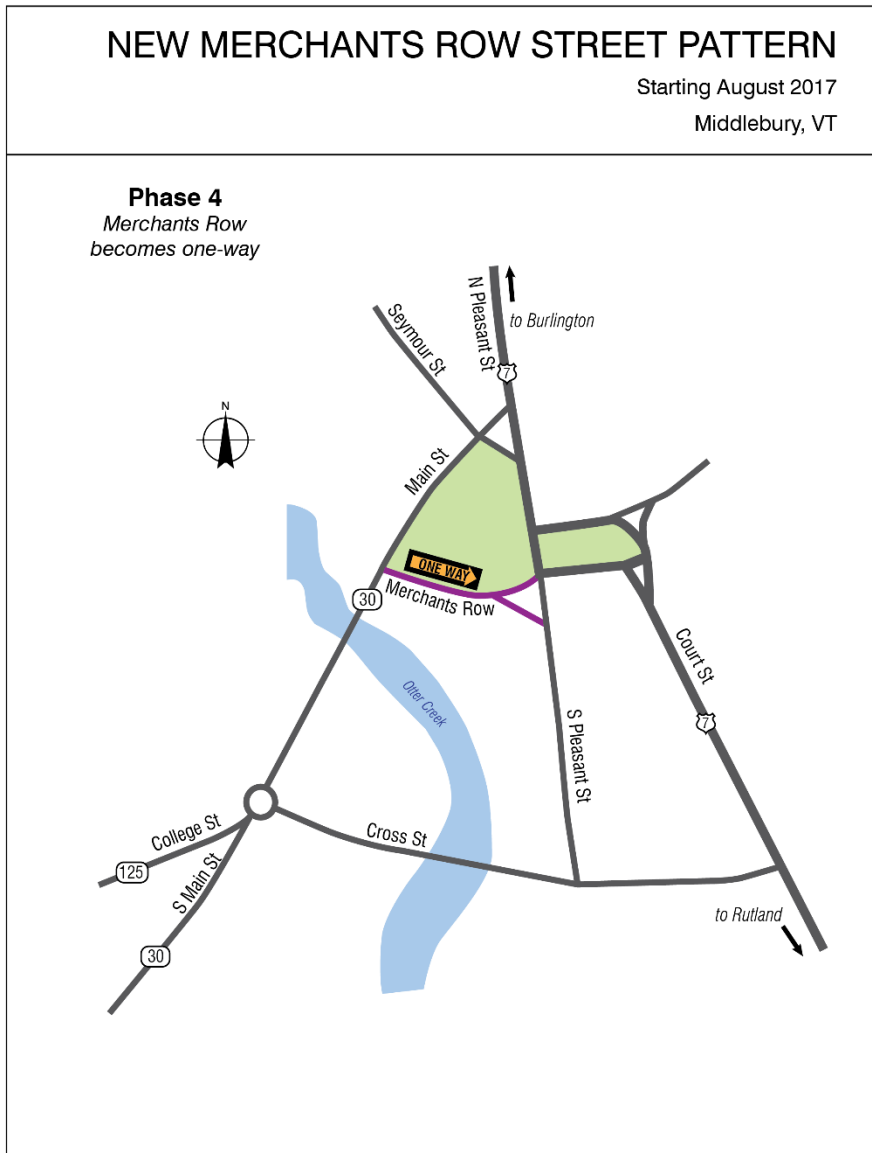 NEW MERCHANTS ROW STREET PATTERN
Starting August 2017
Middlebury, VT
Phase 4
Merchants Row
becomes one-way
N
Seymour St
N Pleasant St
to Burlington
7
Main St
ONE WAY
Merchants Row
30
Otter Creek
Court St
7
S Pleasant St
College St
125
S Main St
30
Cross St
to Rutland